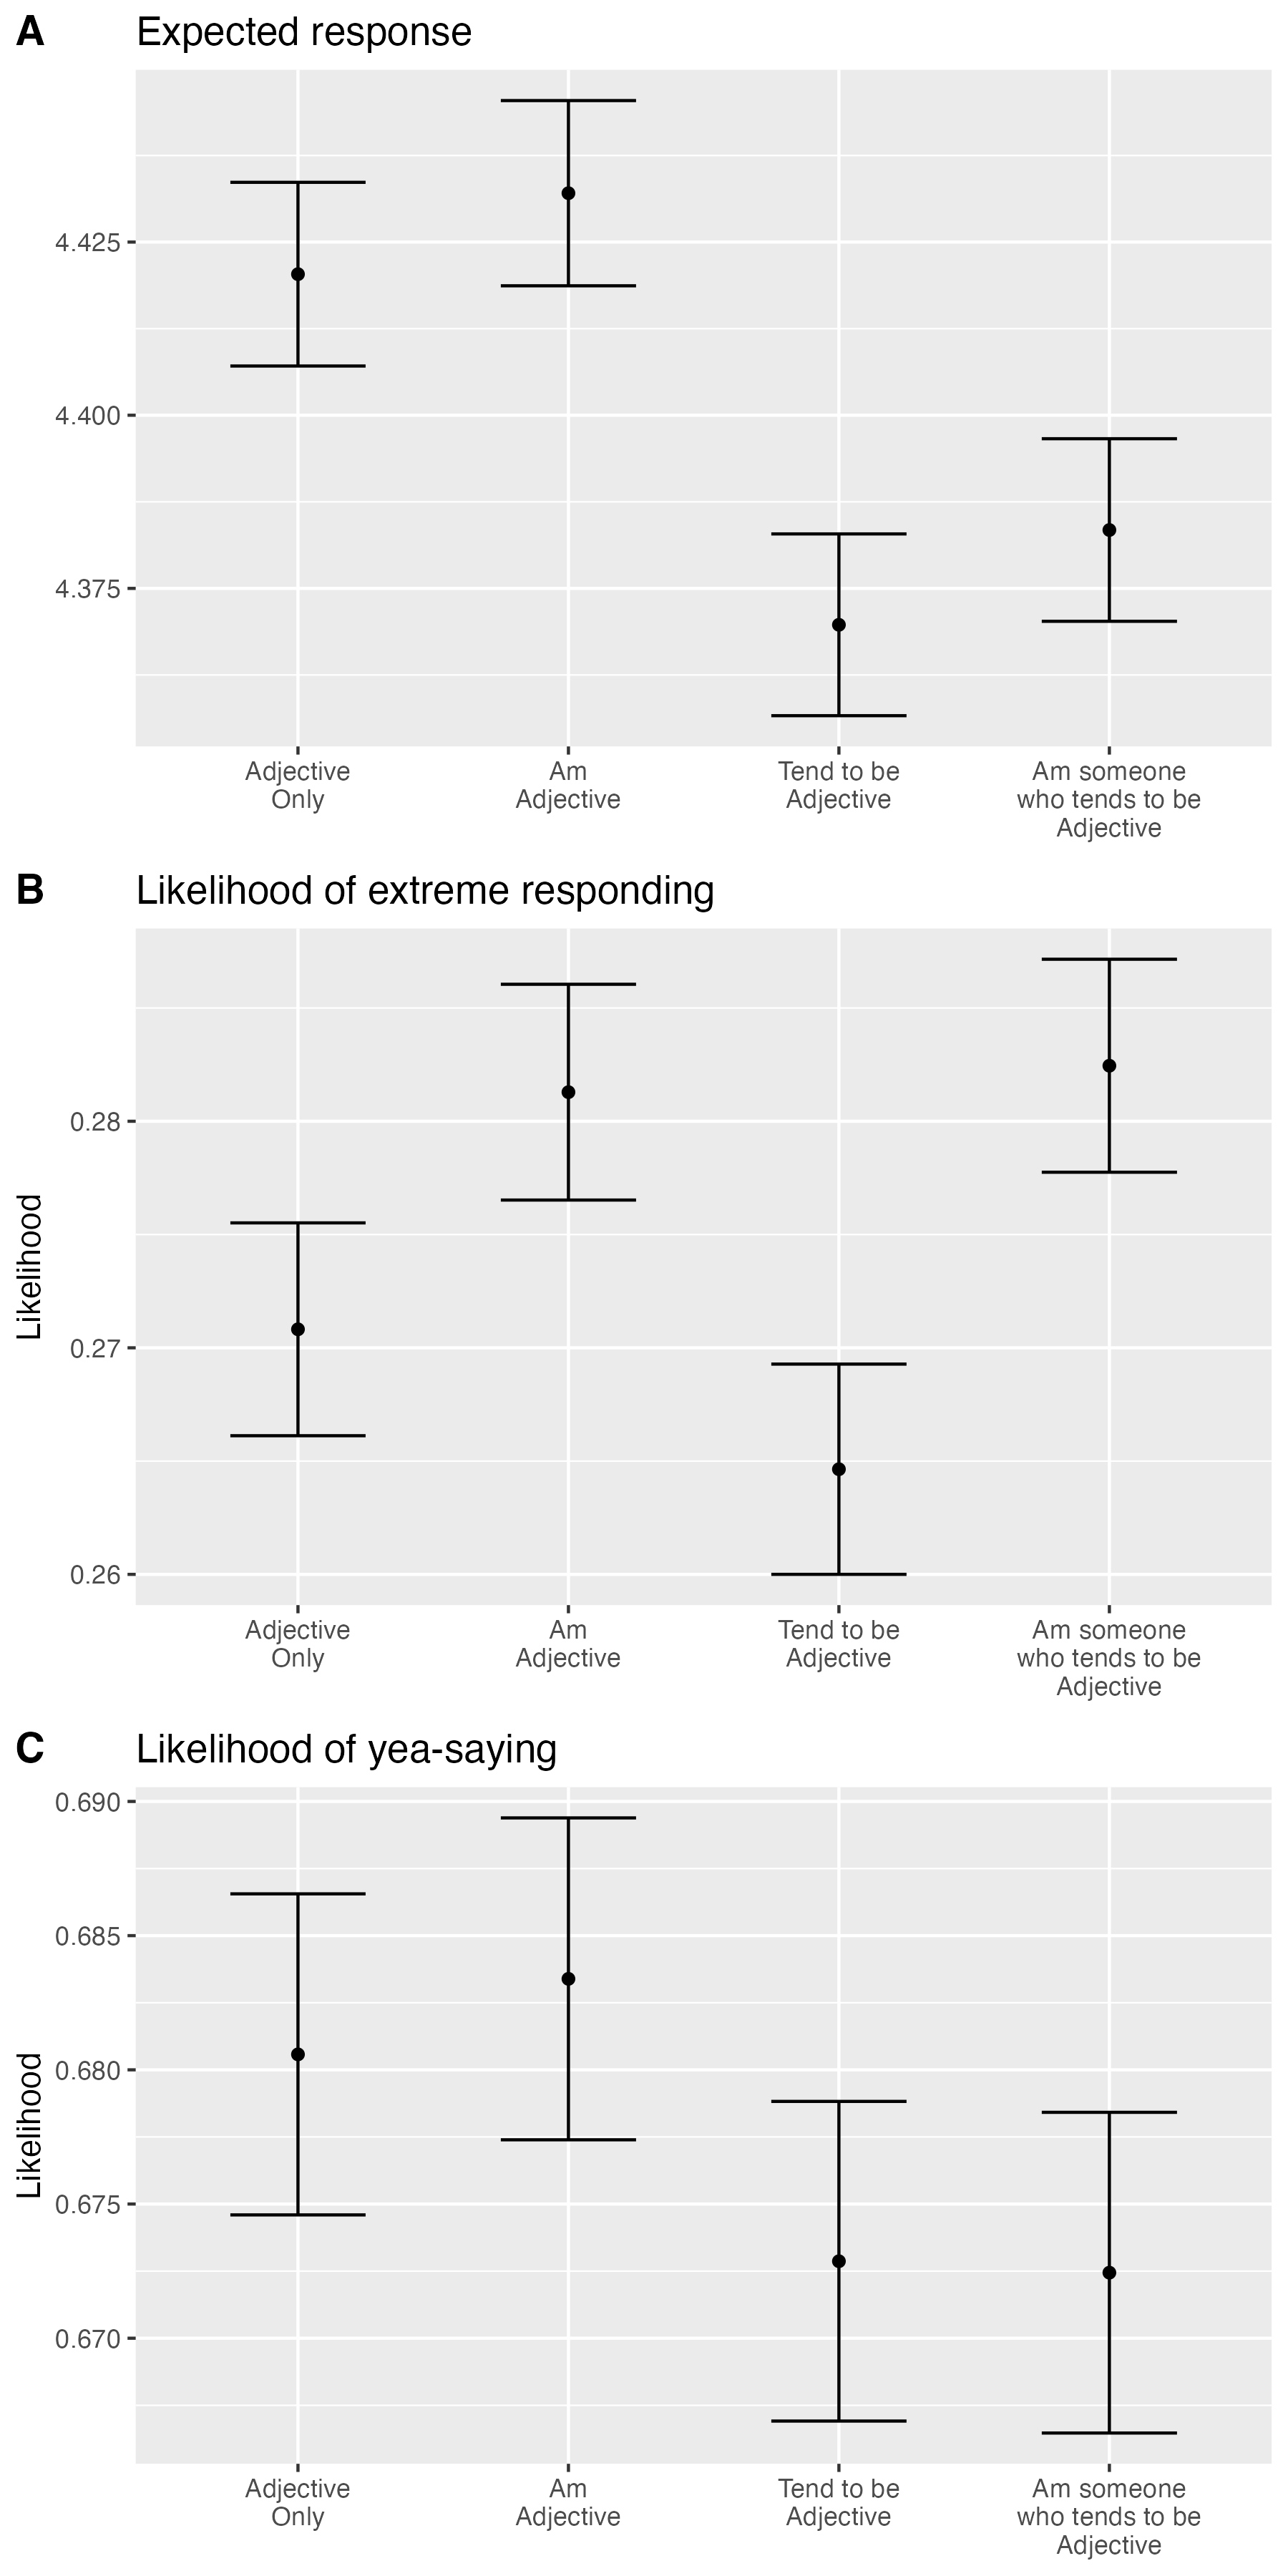 A Expected response
4.425
4.400
4.375
Adjective Only
Am Adjective
Tend to be Adjective
Am someone who tends to be Adjective
B Likelihood of extreme responding
Likelihood
0.28
0.27
0.26
Adjective Only
Am Adjective
Tend to be Adjective
Am someone who tends to be Adjective
C Likelihood of yea-saying
Likelihood
0.690
0.685
0.680
0.675
0.670
Adjective Only
Am Adjective
Tend to be Adjective
Am someone who tends to be Adjective